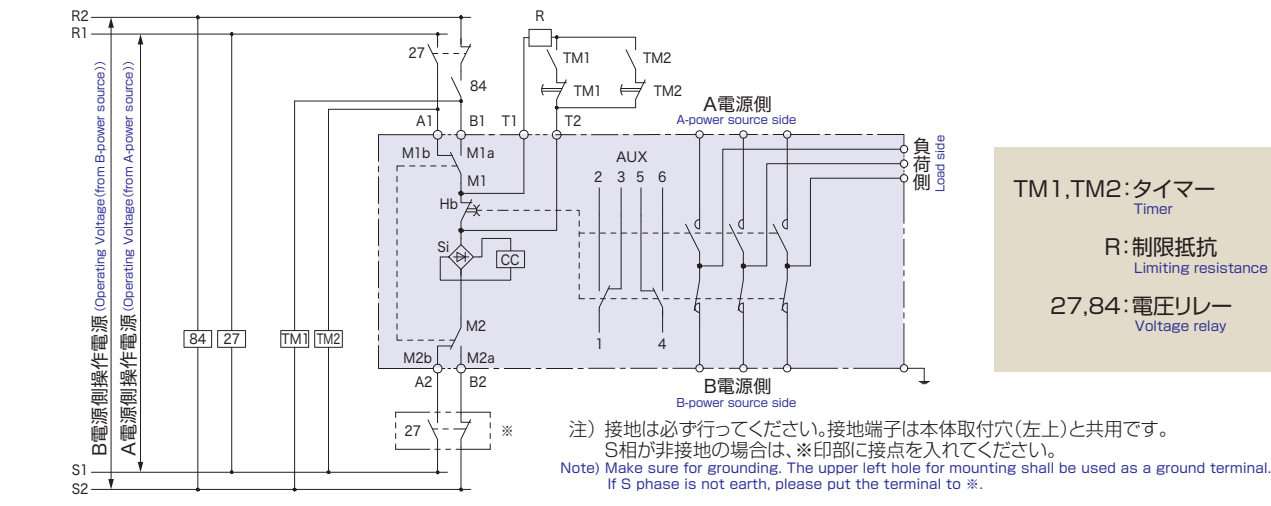 R2
R1
R
27
84
TM1
TM2
TM1
TM2
A1
B1
T1
T2
A電源側
A-power source side
M1b
M1a
M1
Hb
Si
CC
AUX
2 3 5 6
1 4
負荷側
Load side
B電源側操作電源(Operating Voltage(from B-power source))
A電源側操作電源(Operating Voltage(from A-power source))
84
27
TM1
TM2
M2
M2b
M2a
A2
B2
B電源側
B-power source side
27
※
S1
S2
TM1,TM2:タイマー
Timer
R:制限抵抗
Limiting resistance
27,84:電圧リレー
Voltage relay
注) 接地は必ず行ってください。接地端子は本体取付穴(左上)と共用です。
S相が非接地の場合は、※印部に接点を入れてください。
Note) Make sure for grounding. The upper left hole for mounting shall be used as a ground terminal.
If S phase is not earth, please put the terminal to ※.